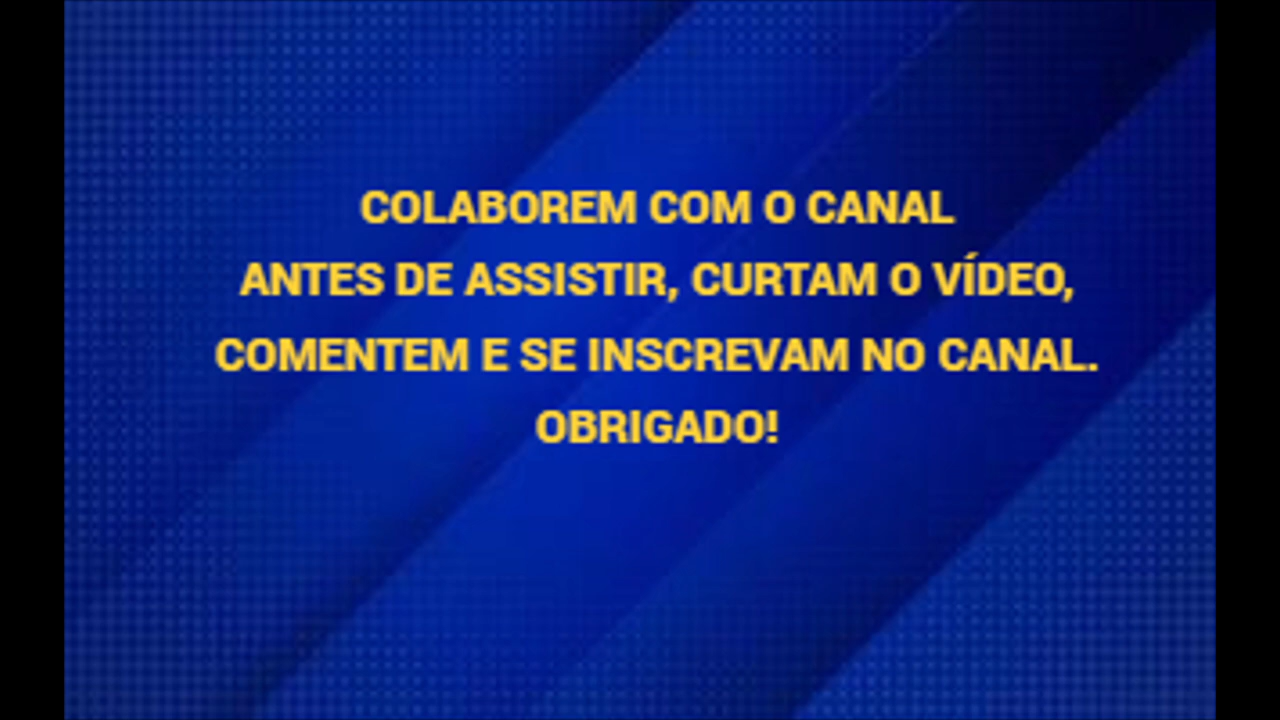 COLABOREM COM O CANAL
ANTES DE ASSISTIR, CURTAM O VÍDEO,
COMENTEM E SE INSCREVAM NO CANAL.
OBRIGADO!